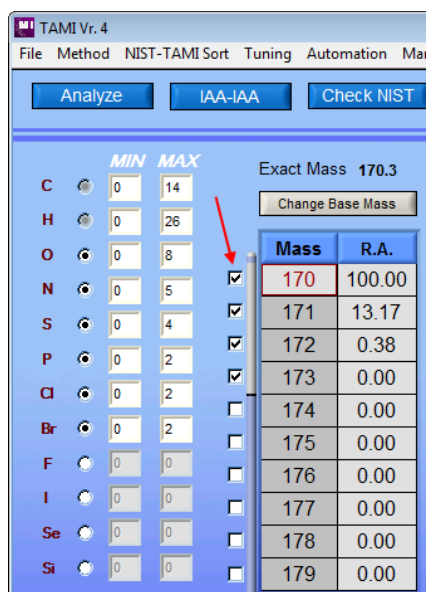 TAMI Vr. 4
File Method NIST-TAMI Sort Tuning Automation
Analyze IAA-IAA Check NIST
MIN MAX
Exact Mass 170.3
Change Base Mass
C 0 14
H 0 26
O 0 8
N 0 5
S 0 4
P 0 2
Cl 0 2
Br 0 2
F 0 0
I 0 0
Se 0 0
Si 0 0
Mass R.A.
170 100.00
171 13.17
172 0.38
173 0.00
174 0.00
175 0.00
176 0.00
177 0.00
178 0.00
179 0.00